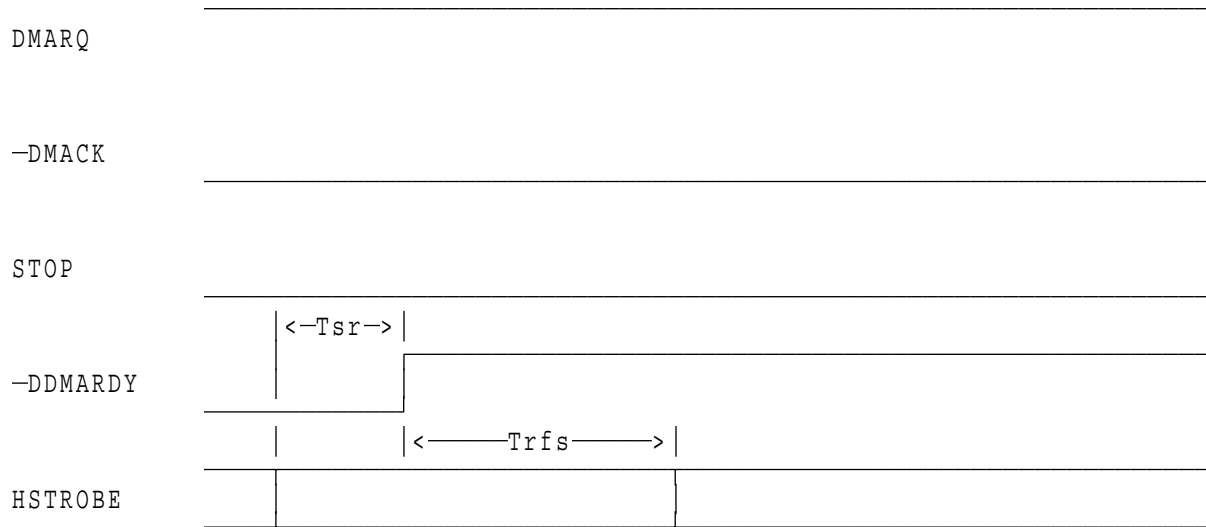 DMARQ
—DMACK
STOP
<—Tsr—>
—DDMARDY
<———Trfs———>
HSTROBE